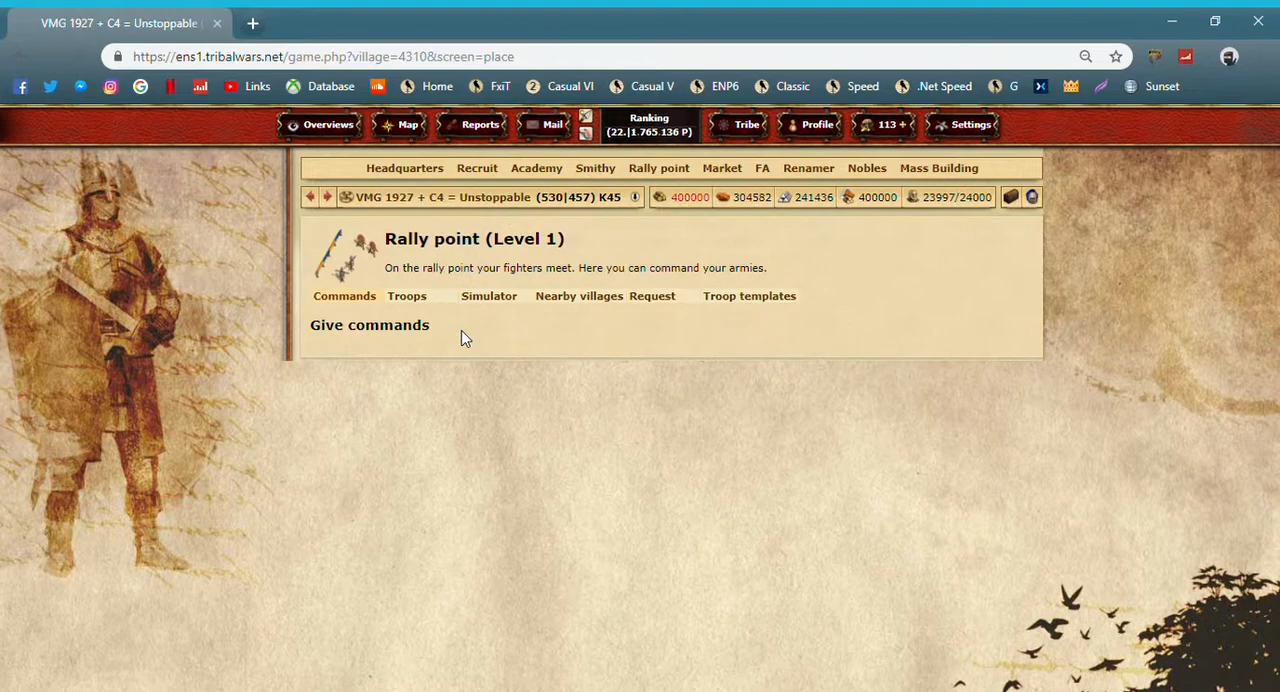 VMG 1927 + C4 = Unstoppable (
https://ens1.tribalwars.net/game.php?village=4310&screen=place
Links Database Home FxiT Casual VI Casual V ENP6 Classic Speed .Net Speed G Sunset
Overviews Map Reports Mail Ranking Tribe Profile 113 + Settings
(22.|1.765.136 P)
Headquarters Recruit Academy Smithy Rally point Market FA Renamer Nobles Mass Building
VMG 1927 + C4 = Unstoppable (530|457) K45 400000 304582 241436 400000 23997/24000
Rally point (Level 1)
On the rally point your fighters meet. Here you can command your armies.
Commands Troops Simulator Nearby villages Request Troop templates
Give commands